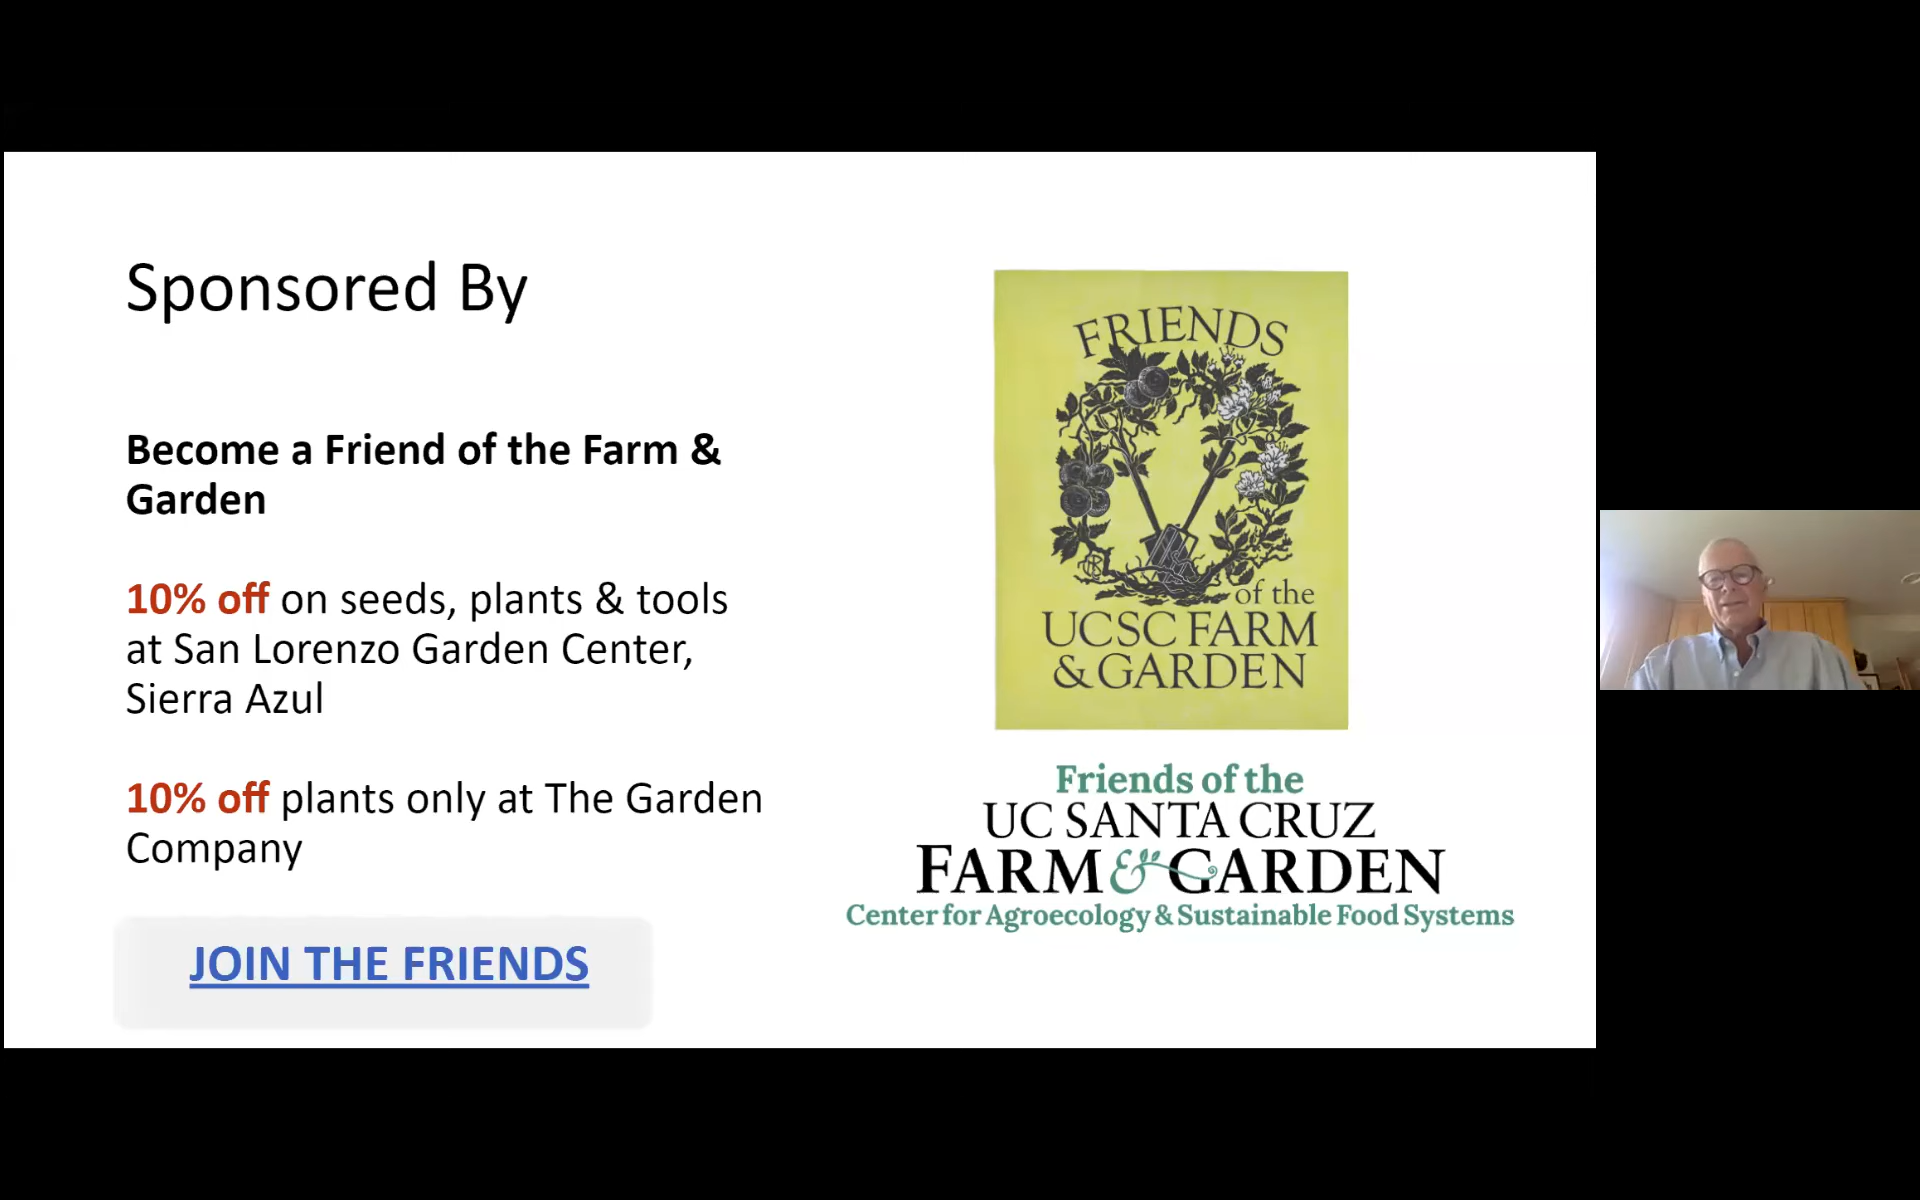 Sponsored By
Become a Friend of the Farm &
Garden
10% off on seeds, plants & tools
at San Lorenzo Garden Center,
Sierra Azul
10% off plants only at The Garden
Company
JOIN THE FRIENDS
FRIENDS
of the
UCSC FARM
& GARDEN
Friends of the
UC SANTA CRUZ
FARM & GARDEN
Center for Agroecology & Sustainable Food Systems